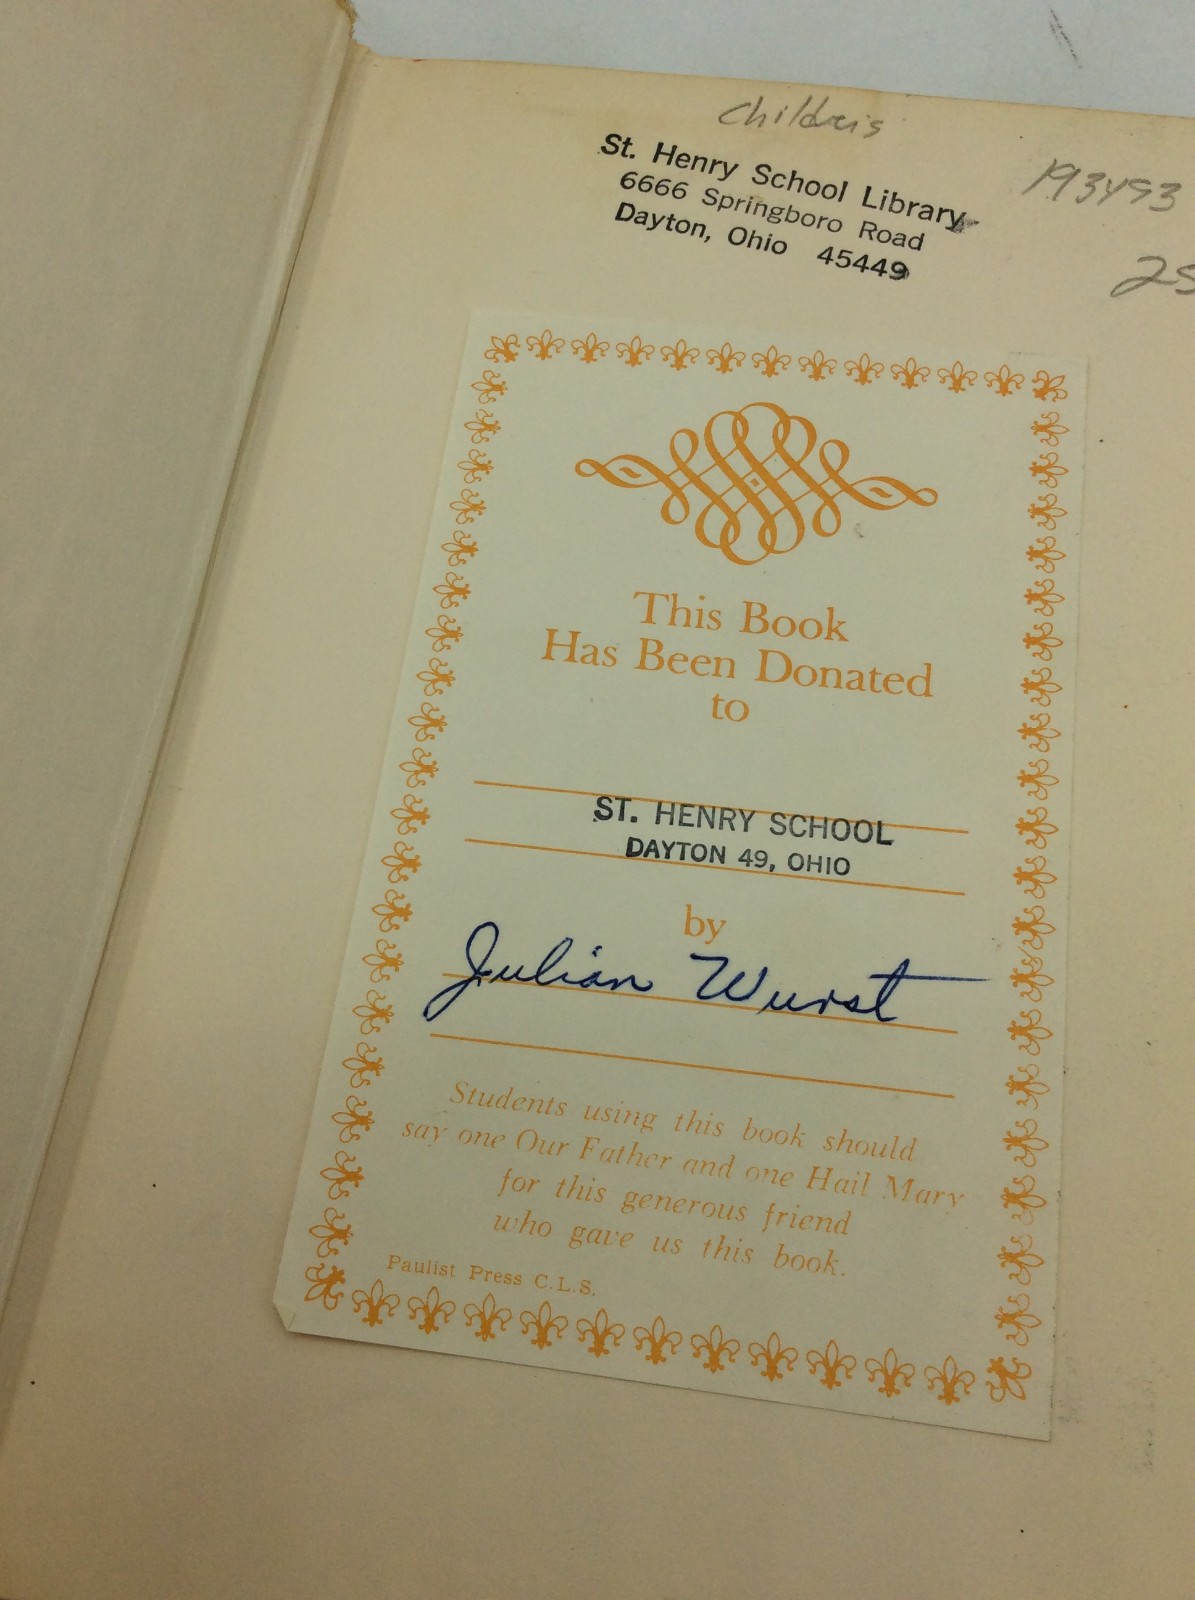 Children's
St. Henry School Library
6666 Springboro Road
Dayton, Ohio 45449
193493
This Book
Has Been Donated
to
ST. HENRY SCHOOL
DAYTON 49, OHIO
by
Julian Wurst
Students using this book should
say one Our Father and one Hail Mary
for this generous friend
who gave us this book.
Paulist Press C.L.S.